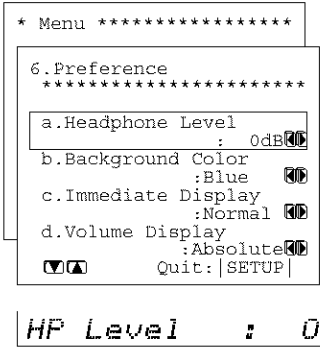 * Menu *****************
6.Preference
***********************
a.Headphone Level
: 0dB
b.Background Color
:Blue
c.Immediate Display
:Normal
d.Volume Display
:Absolute
Quit:|SETUP|
HP Level : 0